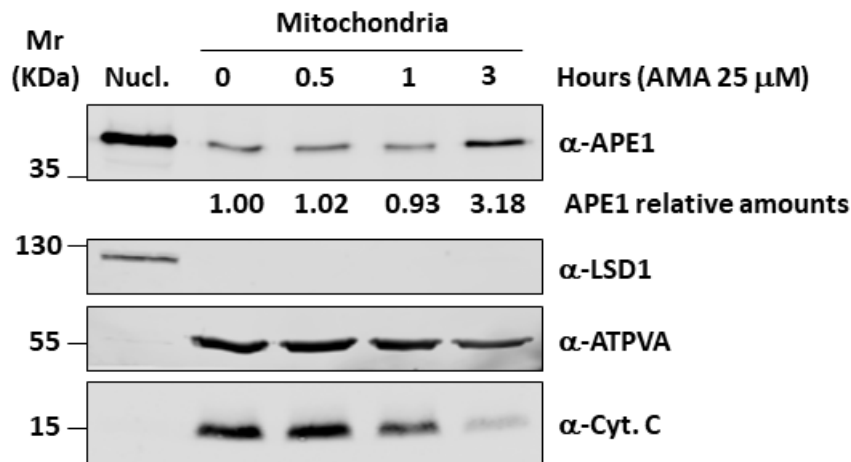 Mitochondria
Mr
(KDa) Nucl. 0 0.5 1 3 Hours (AMA 25 μM)
α-APE1
35
1.00 1.02 0.93 3.18 APE1 relative amounts
130
α-LSD1
55 α-ATPVA
15 α-Cyt. C